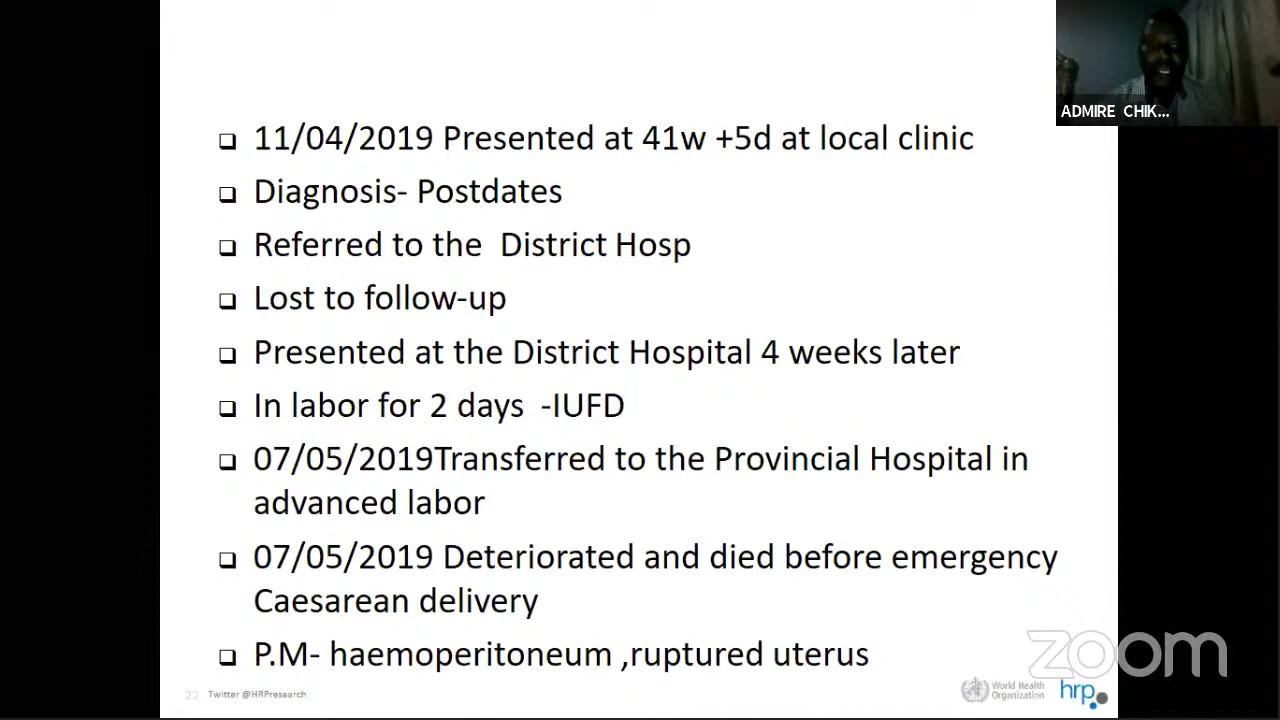 ADMIRE CHIK...
11/04/2019 Presented at 41w +5d at local clinic
Diagnosis- Postdates
Referred to the District Hosp
Lost to follow-up
Presented at the District Hospital 4 weeks later
In labor for 2 days -IUFD
07/05/2019Transferred to the Provincial Hospital in
advanced labor
07/05/2019 Deteriorated and died before emergency
Caesarean delivery
P.M- haemoperitoneum ,ruptured uterus
zoom
22 Twitter @HRPresearch
World Health
Organization
hrp